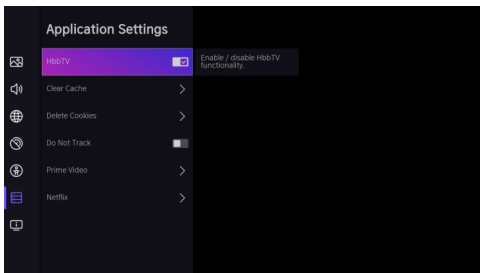 Application Settings
HbbTV
Enable / disable HbbTV
functionality.
Clear Cache
Delete Cookies
Do Not Track
Prime Video
Netflix